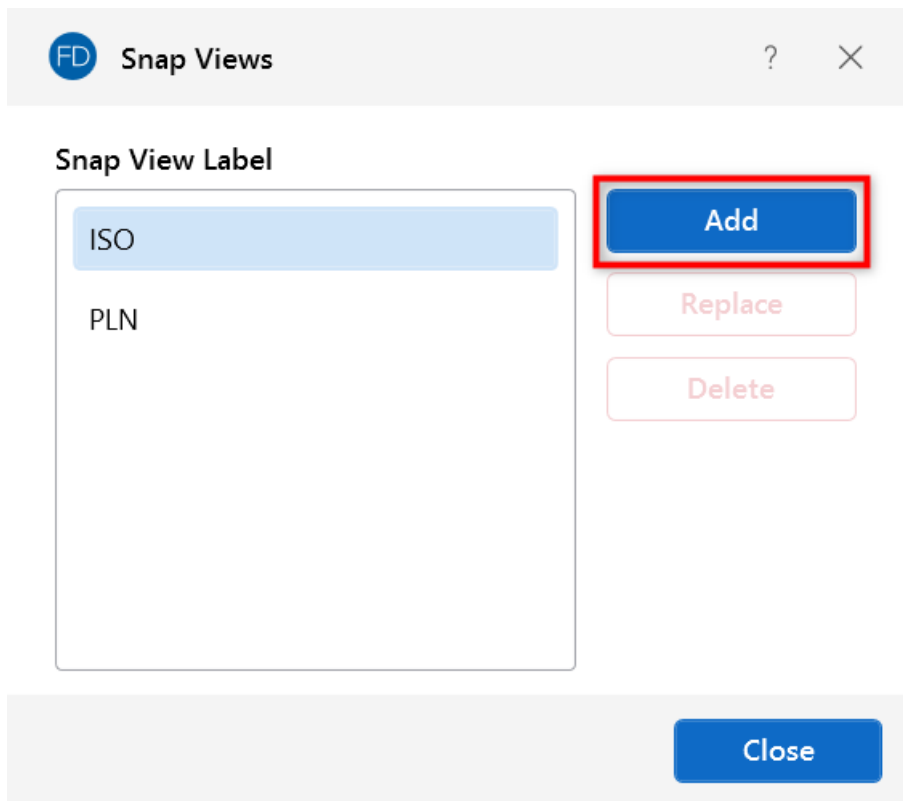 FD Snap Views ?
Snap View Label
ISO
PLN
Add
Replace
Delete
Close